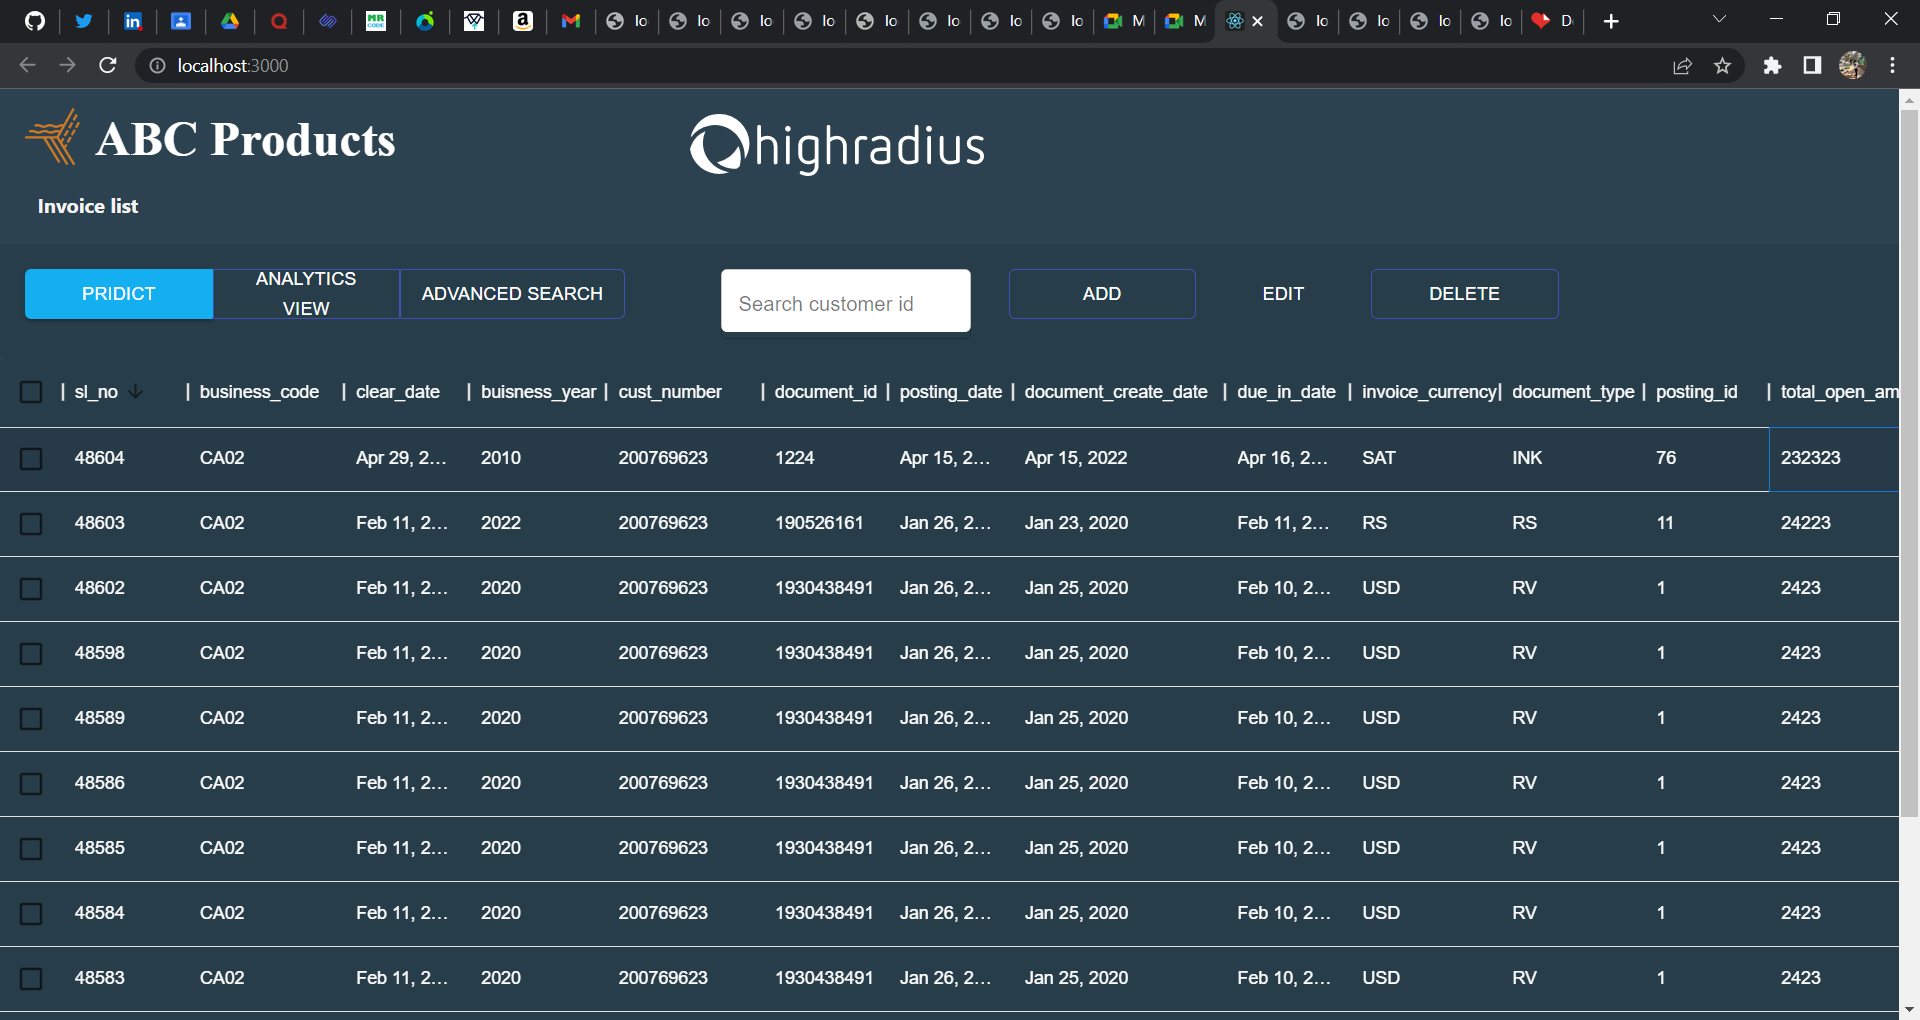 lo lo lo lo lo lo lo lo M M lo lo lo lo D
localhost:3000
ABC Products
highradius
Invoice list
PRIDICT ANALYTICS VIEW ADVANCED SEARCH Search customer id ADD EDIT DELETE
sl_no business_code clear_date buisness_year cust_number document_id posting_date document_create_date due_in_date invoice_currency document_type posting_id total_open_am
48604 CA02 Apr 29, 2... 2010 200769623 1224 Apr 15, 2... Apr 15, 2022 Apr 16, 2... SAT INK 76 232323
48603 CA02 Feb 11, 2... 2022 200769623 190526161 Jan 26, 2... Jan 23, 2020 Feb 11, 2... RS RS 11 24223
48602 CA02 Feb 11, 2... 2020 200769623 1930438491 Jan 26, 2... Jan 25, 2020 Feb 10, 2... USD RV 1 2423
48598 CA02 Feb 11, 2... 2020 200769623 1930438491 Jan 26, 2... Jan 25, 2020 Feb 10, 2... USD RV 1 2423
48589 CA02 Feb 11, 2... 2020 200769623 1930438491 Jan 26, 2... Jan 25, 2020 Feb 10, 2... USD RV 1 2423
48586 CA02 Feb 11, 2... 2020 200769623 1930438491 Jan 26, 2... Jan 25, 2020 Feb 10, 2... USD RV 1 2423
48585 CA02 Feb 11, 2... 2020 200769623 1930438491 Jan 26, 2... Jan 25, 2020 Feb 10, 2... USD RV 1 2423
48584 CA02 Feb 11, 2... 2020 200769623 1930438491 Jan 26, 2... Jan 25, 2020 Feb 10, 2... USD RV 1 2423
48583 CA02 Feb 11, 2... 2020 200769623 1930438491 Jan 26, 2... Jan 25, 2020 Feb 10, 2... USD RV 1 2423